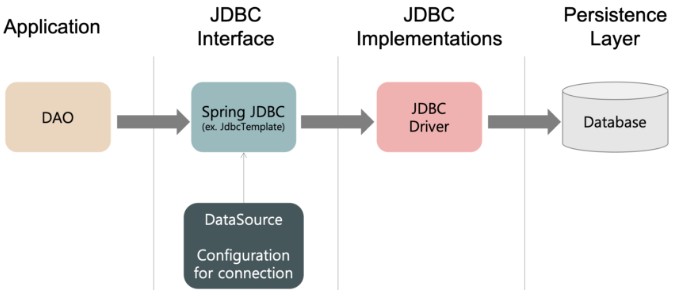 Application
JDBC
Interface
JDBC
Implementations
Persistence
Layer
DAO
Spring JDBC
(ex. JdbcTemplate)
JDBC
Driver
Database
DataSource
Configuration
for connection